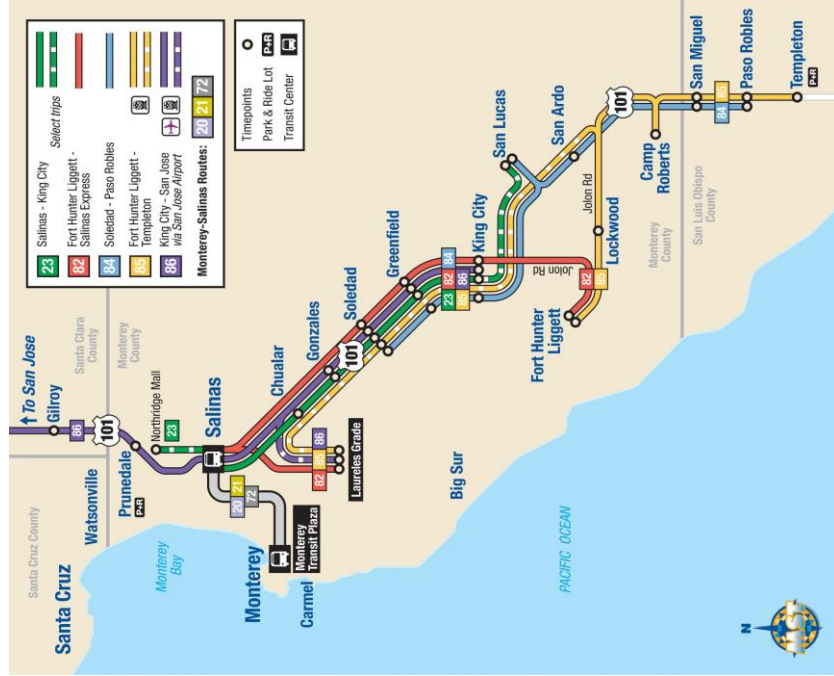 23
Salinas - King City
Select trips
82
Fort Hunter Liggett -
Salinas Express
84
Soledad - Paso Robles
85
Fort Hunter Liggett -
Templeton
86
King City - San Jose
via San Jose Airport
Monterey-Salinas Routes:
20 21 72
Timepoints
Park & Ride Lot
P+R
Transit Center
To San Jose
Gilroy
86
101
Santa Clara
County
Monterey
County
Santa Cruz County
Watsonville
Santa Cruz
Prunedale
P+R
Northridge Mall
23
Salinas
Monterey
Bay
20 21
72
Monterey
Monterey
Transit Plaza
Carmel
82 85 86
Laureles Grade
Chualar
Gonzales
101
Soledad
Greenfield
23 82 84
85 86
King City
Jolon Rd
Big Sur
PACIFIC OCEAN
Fort Hunter
Liggett
82
85
Lockwood
Jolon Rd
San Lucas
San Ardo
101
Camp
Roberts
Monterey
County
San Luis Obispo
County
San Miguel
84 85
Paso Robles
Templeton
P+R
N
MST